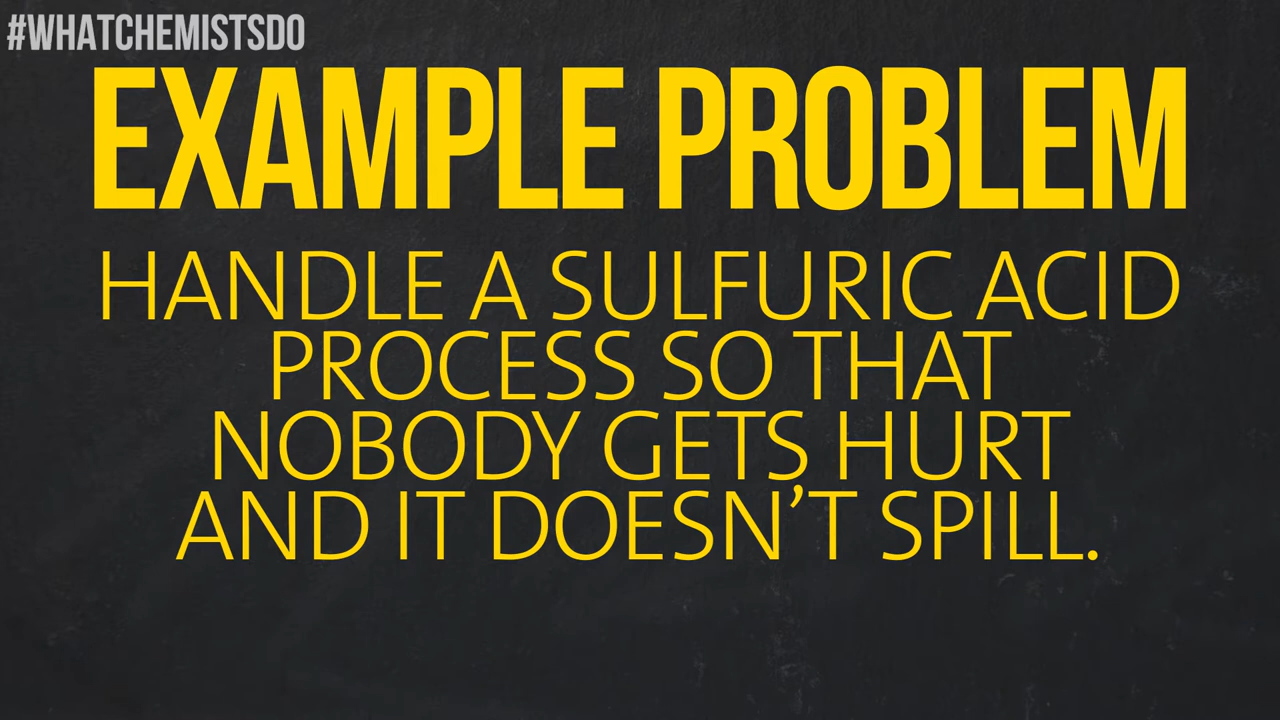 #WHATCHEMISTSDO
EXAMPLE PROBLEM
HANDLE A SULFURIC ACID
PROCESS SO THAT
NOBODY GETS HURT
AND IT DOESN’T SPILL.